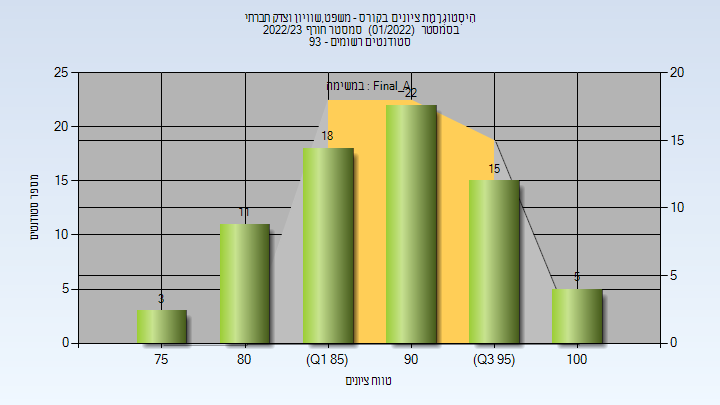 היסטוגרמת ציונים בקורס - משפט,שוויון וצדק חברתי
בסמסטר (01/2022) סמסטר חורף 2022/23
סטודנטים רשומים - 93
במשימה : Final_A
25
20
15
10
5
0
20
15
10
5
0
3
11
18
22
15
5
מספר סטודנטים
75
80
(Q1 85)
90
(Q3 95)
100
טווח ציונים